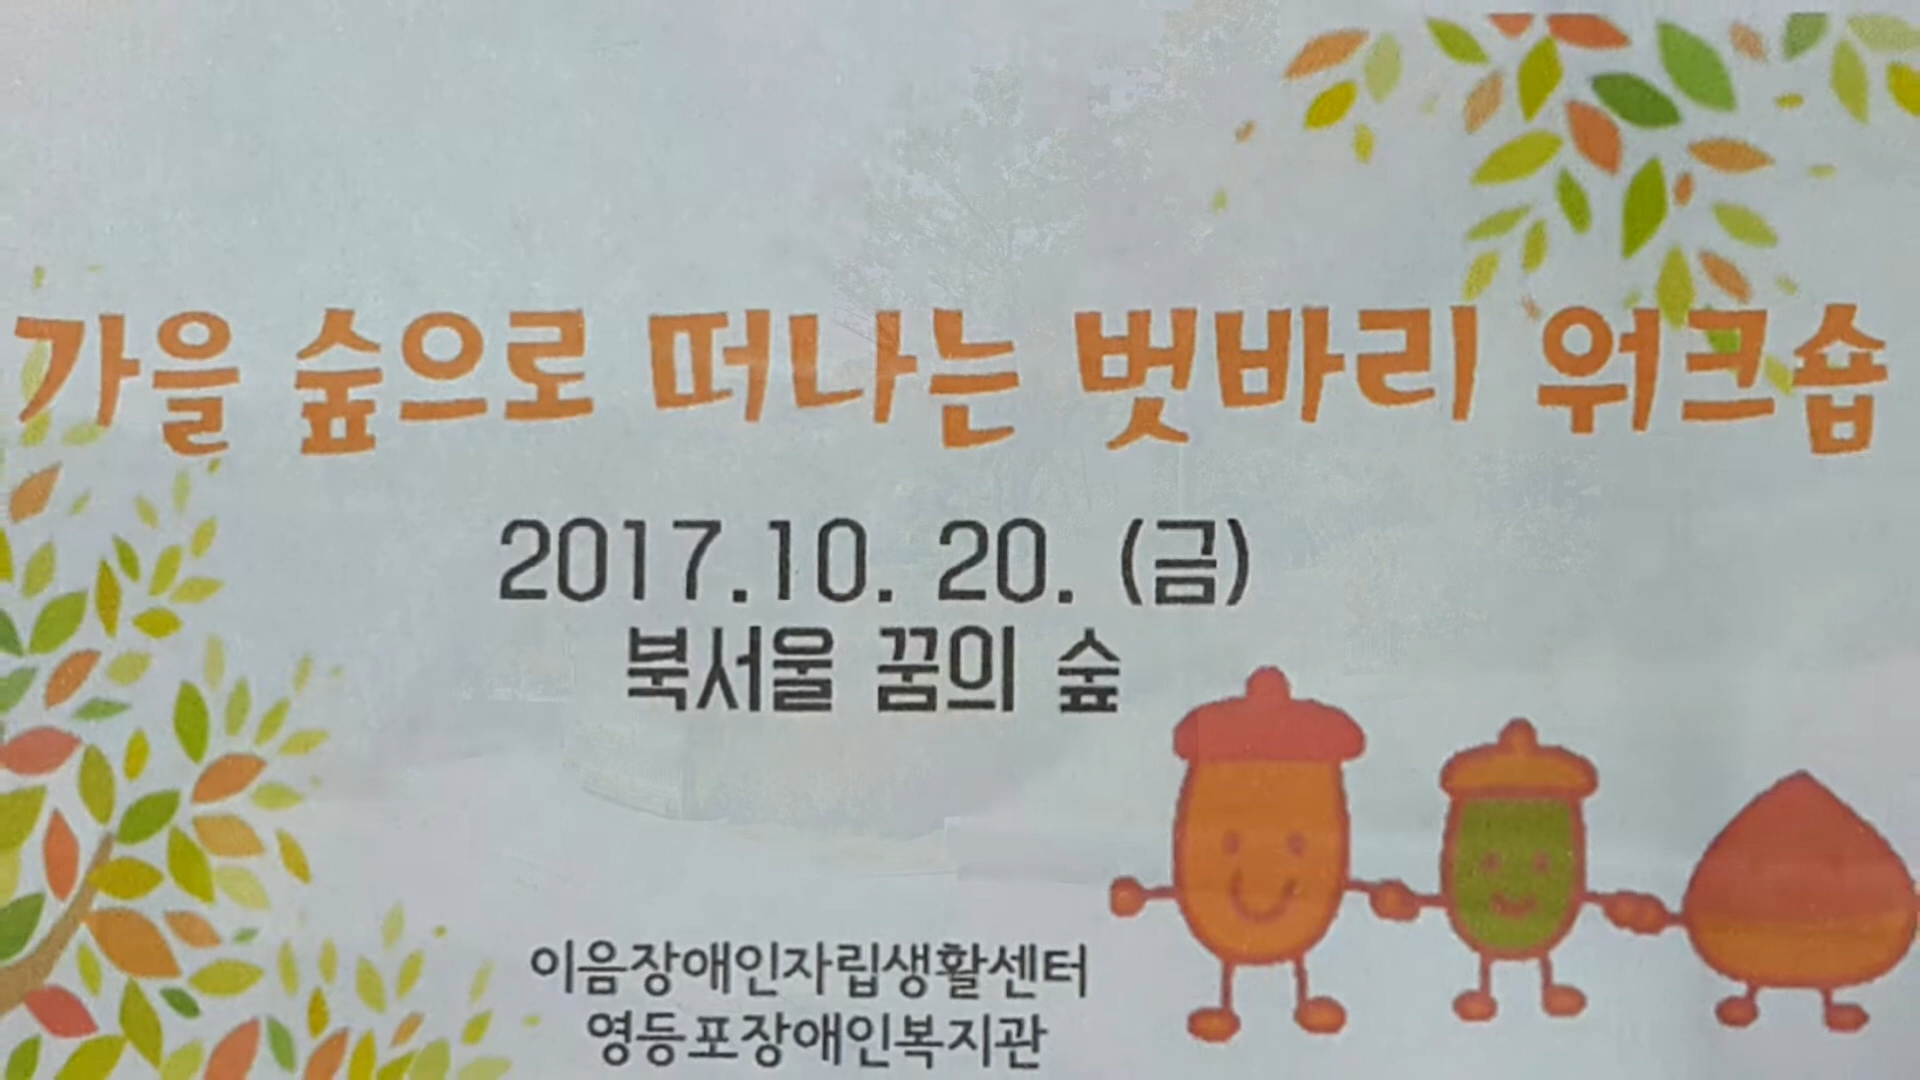 가을 숲으로 떠나는 벗바리 워크숍
2017.10. 20. (금)
북서울 꿈의 숲
이음장애인자립생활센터
영등포장애인복지관